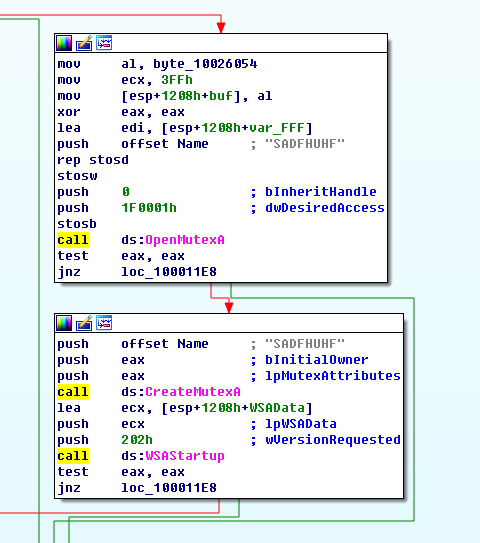 mov al, byte_10026054
mov ecx, 3FFh
mov [esp+1208h+buf], al
xor eax, eax
lea edi, [esp+1208h+var_FFF]
push offset Name ; "SADFHUHF"
rep stosd
stosw
push 0 ; bInheritHandle
push 1F0001h ; dwDesiredAccess
stosb
call ds:OpenMutexA
test eax, eax
jnz loc_100011E8
push offset Name ; "SADFHUHF"
push eax ; bInitialOwner
push eax ; lpMutexAttributes
call ds:CreateMutexA
lea ecx, [esp+1208h+WSAData]
push ecx ; lpWSAData
push 202h ; wVersionRequested
call ds:WSAStartup
test eax, eax
jnz loc_100011E8